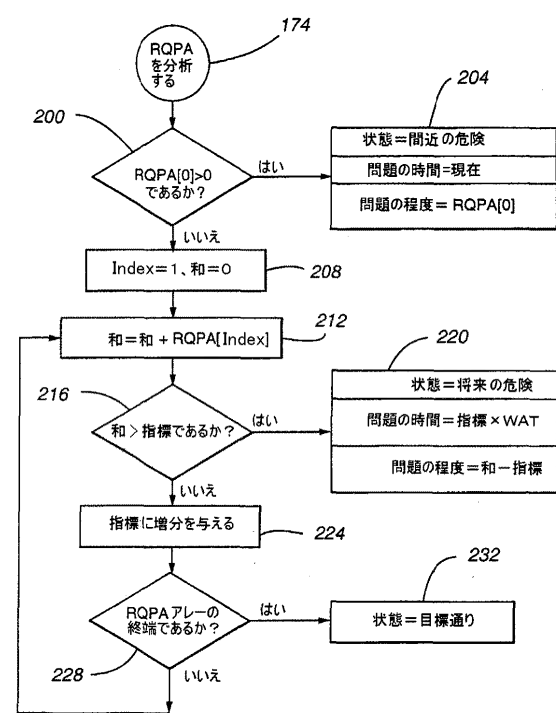 RQPA
を分析
する
174
200
204
RQPA[0]>0
であるか?
はい
状態=間近の危険
問題の時間=現在
問題の程度= RQPA[0]
いいえ
Index=1、和=0
208
和=和 + RQPA[Index]
212
216
220
和>指標であるか?
はい
状態=将来の危険
問題の時間=指標×WAT
問題の程度=和-指標
いいえ
指標に増分を与える
224
232
RQPAアレーの
終端であるか?
はい
状態=目標通り
228
いいえ